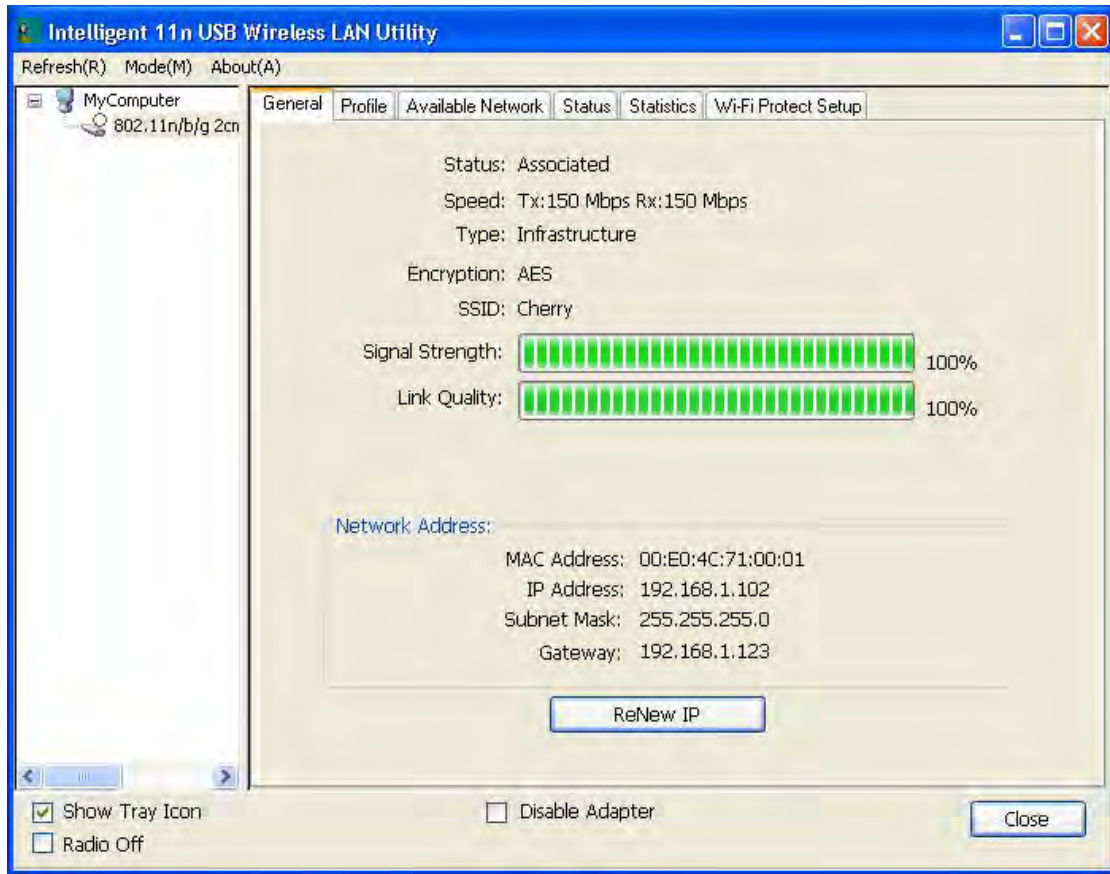 Intelligent 11n USB Wireless LAN Utility
Refresh(R) Mode(M) About(A)
MyComputer
802.11n/b/g 2cn
General Profile Available Network Status Statistics Wi-Fi Protect Setup
Status: Associated
Speed: Tx:150 Mbps Rx:150 Mbps
Type: Infrastructure
Encryption: AES
SSID: Cherry
Signal Strength: 100%
Link Quality: 100%
Network Address:
MAC Address: 00:E0:4C:71:00:01
IP Address: 192.168.1.102
Subnet Mask: 255.255.255.0
Gateway: 192.168.1.123
ReNew IP
Show Tray Icon Disable Adapter Close
Radio Off